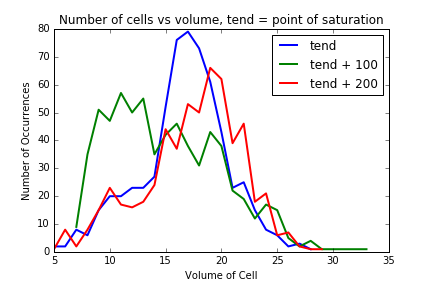 Number of cells vs volume, tend = point of saturation
80
70
60
50
40
30
20
10
0
Number of Occurrences
tend
tend + 100
tend + 200
5 10 15 20 25 30 35
Volume of Cell